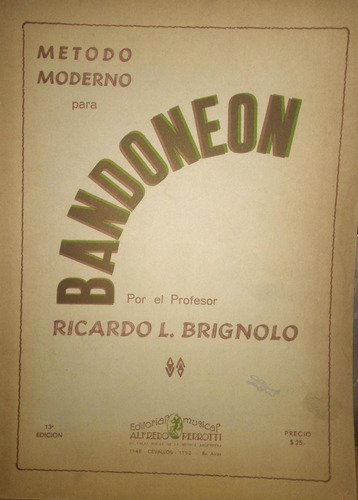 METODO
MODERNO
para
BANDONEON
Por el Profesor
RICARDO L. BRIGNOLO
13ª
EDICION
Editorial musical
ALFREDO PERROTTI
PRECIO
$ 25.-